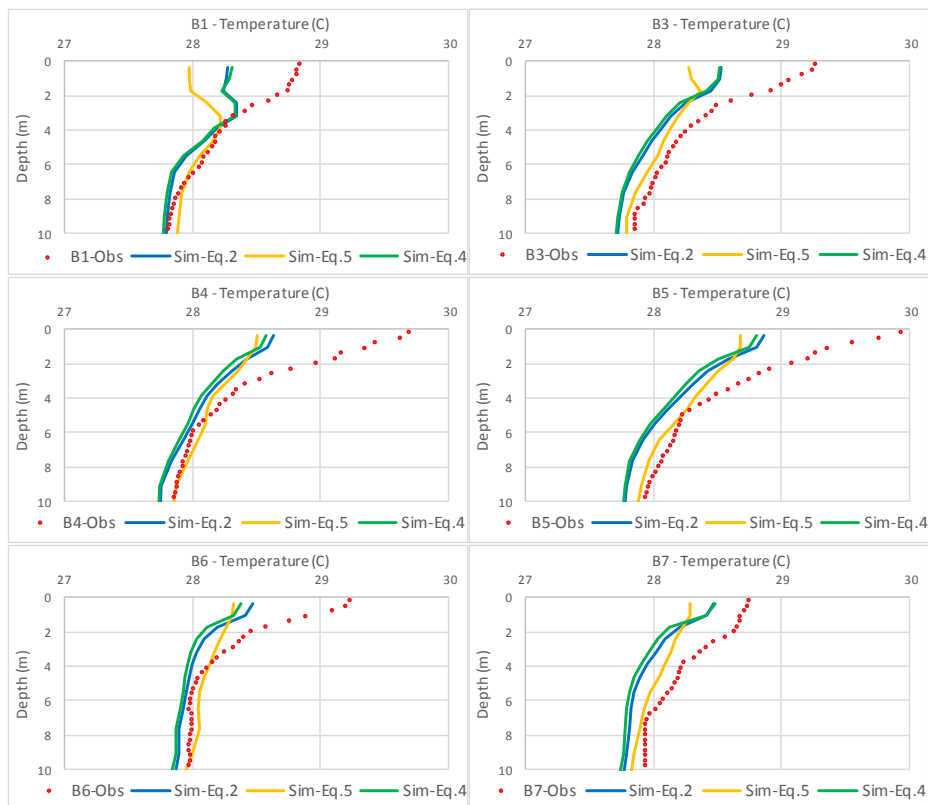 B1 - Temperature (C)
27 28 29 30
0
2
4
6
8
10
Depth (m)
B1-Obs Sim-Eq.2 Sim-Eq.5 Sim-Eq.4
B3 - Temperature (C)
27 28 29 30
0
2
4
6
8
10
Depth (m)
B3-Obs Sim-Eq.2 Sim-Eq.5 Sim-Eq.4
B4 - Temperature (C)
27 28 29 30
0
2
4
6
8
10
Depth (m)
B4-Obs Sim-Eq.2 Sim-Eq.5 Sim-Eq.4
B5 - Temperature (C)
27 28 29 30
0
2
4
6
8
10
Depth (m)
B5-Obs Sim-Eq.2 Sim-Eq.5 Sim-Eq.4
B6 - Temperature (C)
27 28 29 30
0
2
4
6
8
10
Depth (m)
B6-Obs Sim-Eq.2 Sim-Eq.5 Sim-Eq.4
B7 - Temperature (C)
27 28 29 30
0
2
4
6
8
10
Depth (m)
B7-Obs Sim-Eq.2 Sim-Eq.5 Sim-Eq.4